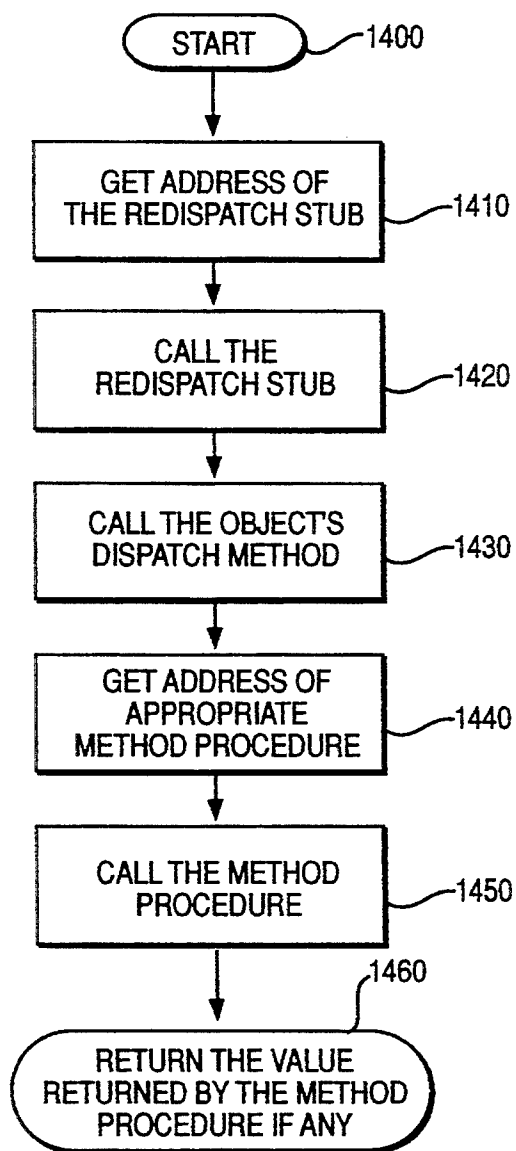 START
1400
GET ADDRESS OF
THE REDISPATCH STUB
1410
CALL THE
REDISPATCH STUB
1420
CALL THE OBJECT'S
DISPATCH METHOD
1430
GET ADDRESS OF
APPROPRIATE
METHOD PROCEDURE
1440
CALL THE METHOD
PROCEDURE
1450
1460
RETURN THE VALUE
RETURNED BY THE METHOD
PROCEDURE IF ANY